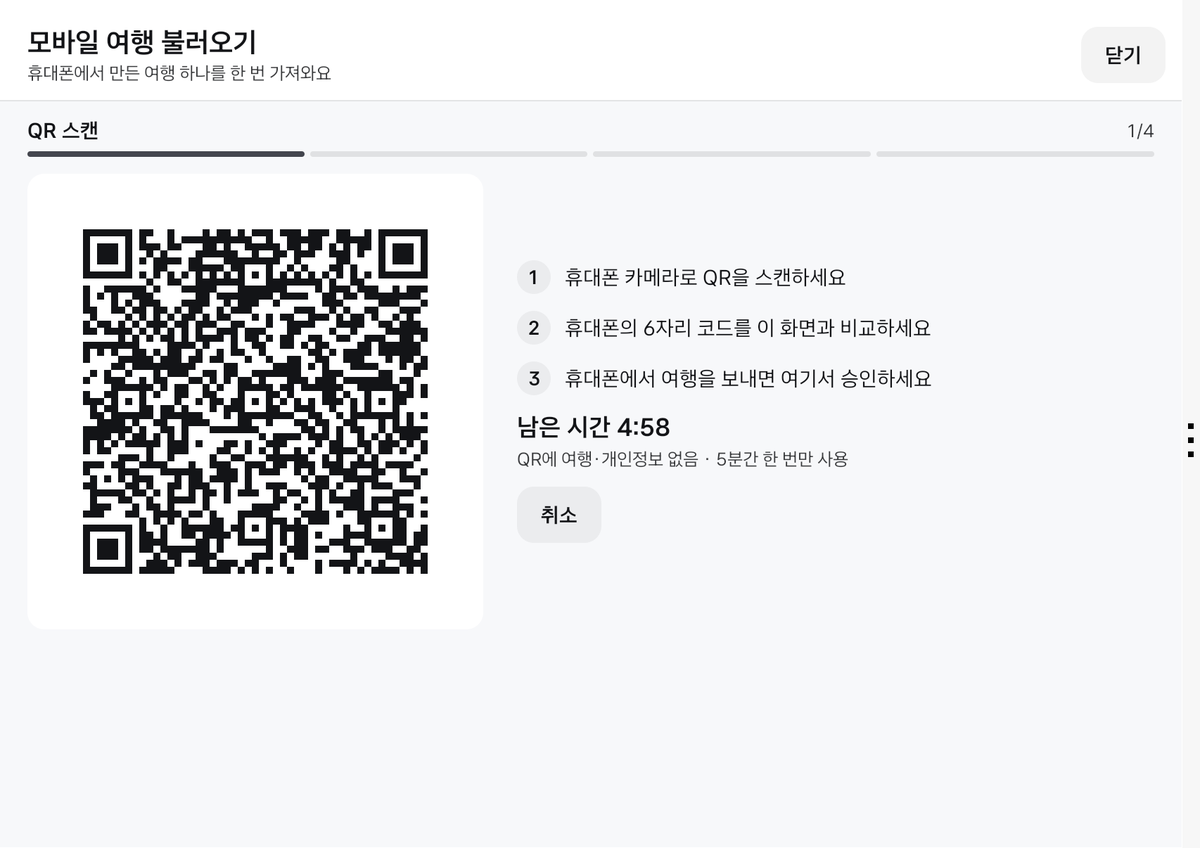 모바일 여행 불러오기
휴대폰에서 만든 여행 하나를 한 번 가져와요
닫기
QR 스캔
1/4
1 휴대폰 카메라로 QR을 스캔하세요
2 휴대폰의 6자리 코드를 이 화면과 비교하세요
3 휴대폰에서 여행을 보내면 여기서 승인하세요
남은 시간 4:58
QR에 여행·개인정보 없음 · 5분간 한 번만 사용
취소